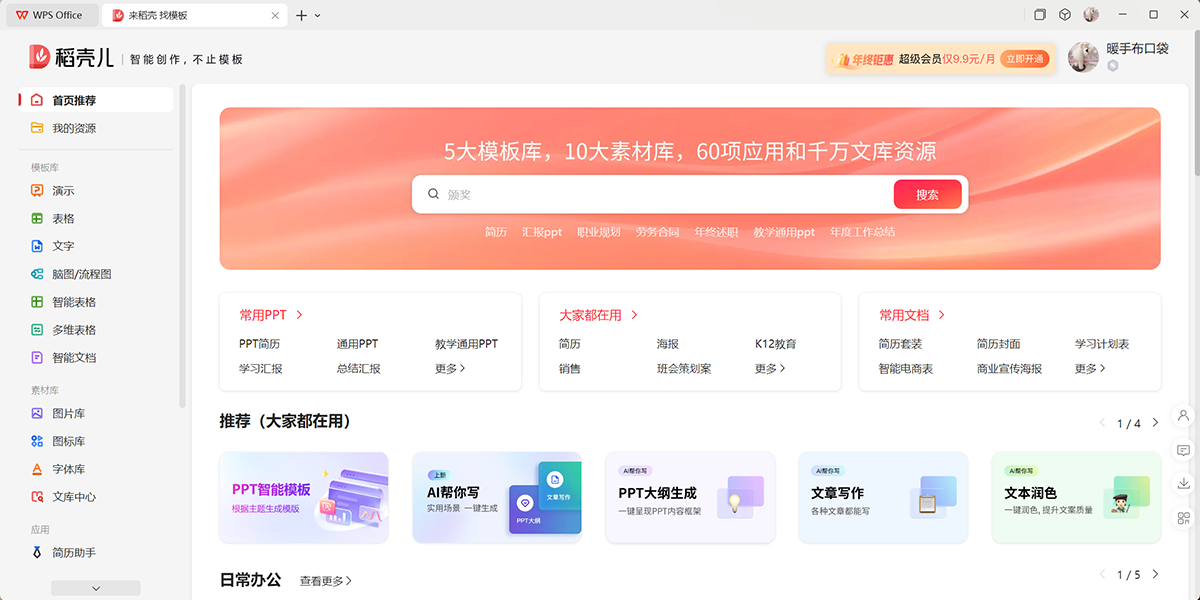 WPS Office
来稻壳 找模板
稻壳儿 智能创作，不止模板
年终钜惠 超级会员仅9.9元/月 立即开通
暖手布口袋
首页推荐
我的资源
模板库
演示
表格
文字
脑图/流程图
智能表格
多维表格
智能文档
素材库
图片库
图标库
字体库
文库中心
应用
简历助手
5大模板库，10大素材库，60项应用和千万文库资源
颁奖 搜索
简历 汇报ppt 职业规划 劳务合同 年终述职 教学通用ppt 年度工作总结
常用PPT
PPT简历 通用PPT 教学通用PPT
学习汇报 总结汇报 更多
大家都在用
简历 海报 K12教育
销售 班会策划案 更多
常用文档
简历套装 简历封面 学习计划表
智能电商表 商业宣传海报 更多
推荐（大家都在用） 1 / 4
PPT智能模板
根据主题生成模版
上新
AI帮你写
实用场景 一键生成
PPT大纲
文章写作
AI帮你写
PPT大纲生成
一键呈现PPT内容框架
AI帮你写
文章写作
各种文章都能写
AI帮你写
文本润色
一键润色, 提升文案质量
日常办公 查看更多 1 / 5